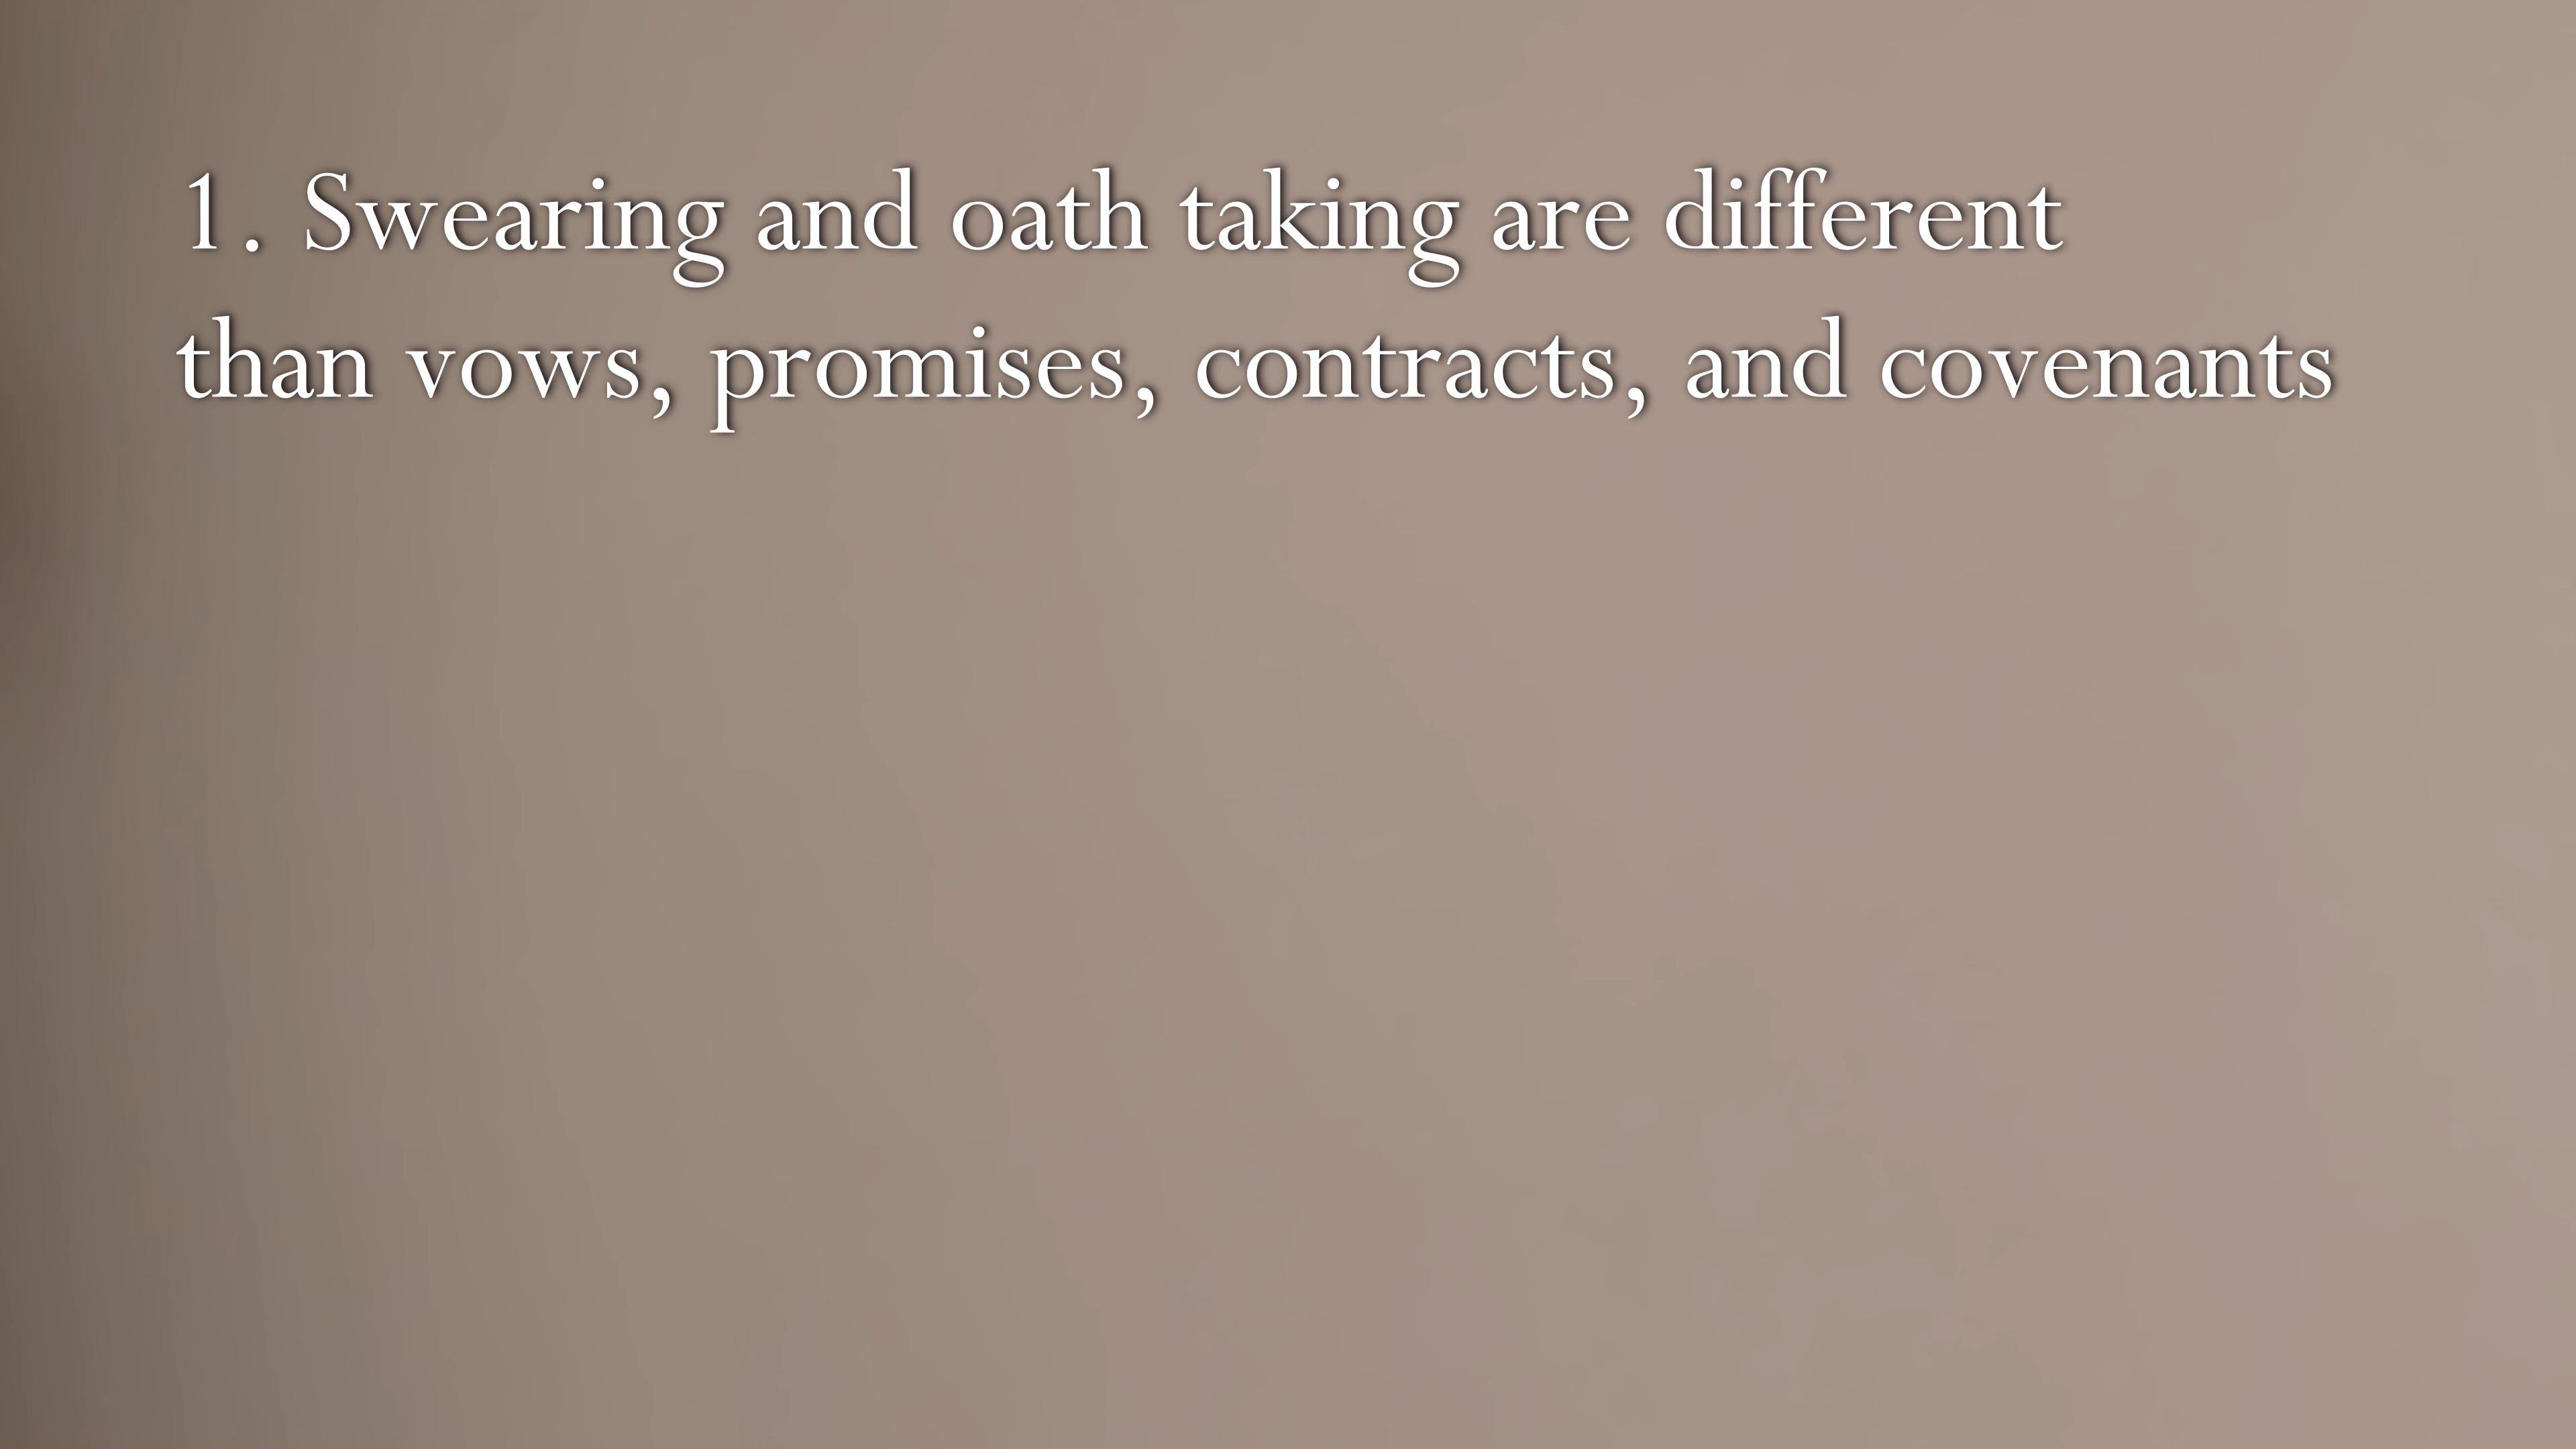 1. Swearing and oath taking are different
than vows, promises, contracts, and covenants